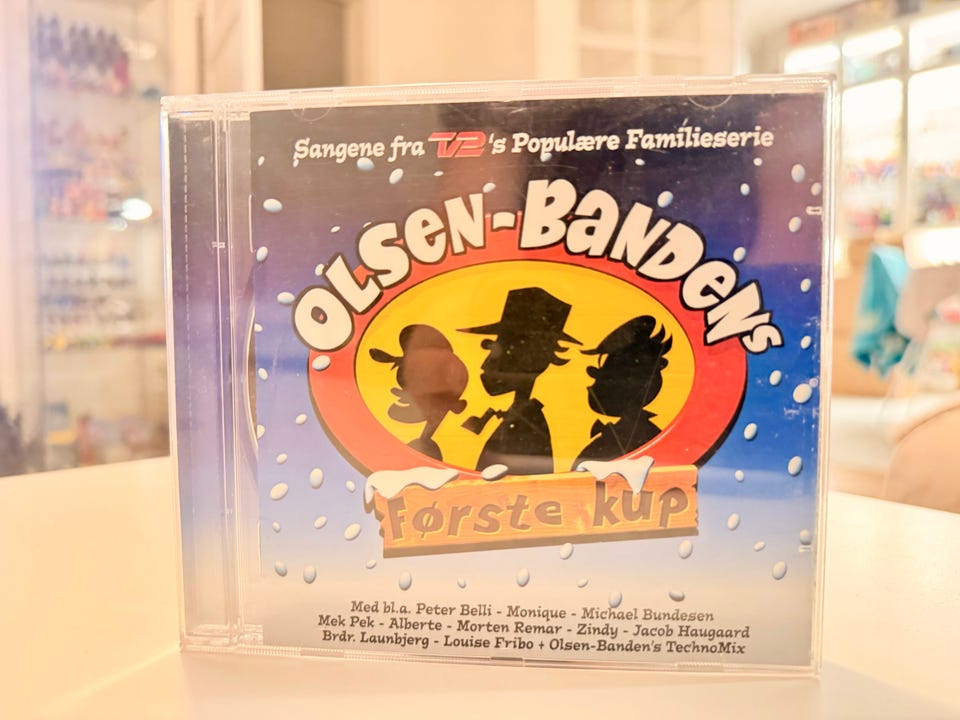 Sangene fra TV2's Populære Familieserie
OLSEN-BANDENS
Første kup
Med bl.a. Peter Belli - Monique - Michael Bundesen
Mek Pek - Alberte - Morten Remar - Zindy - Jacob Haugaard
Brdr. Launbjerg - Louise Fribo + Olsen-Banden's TechnoMix